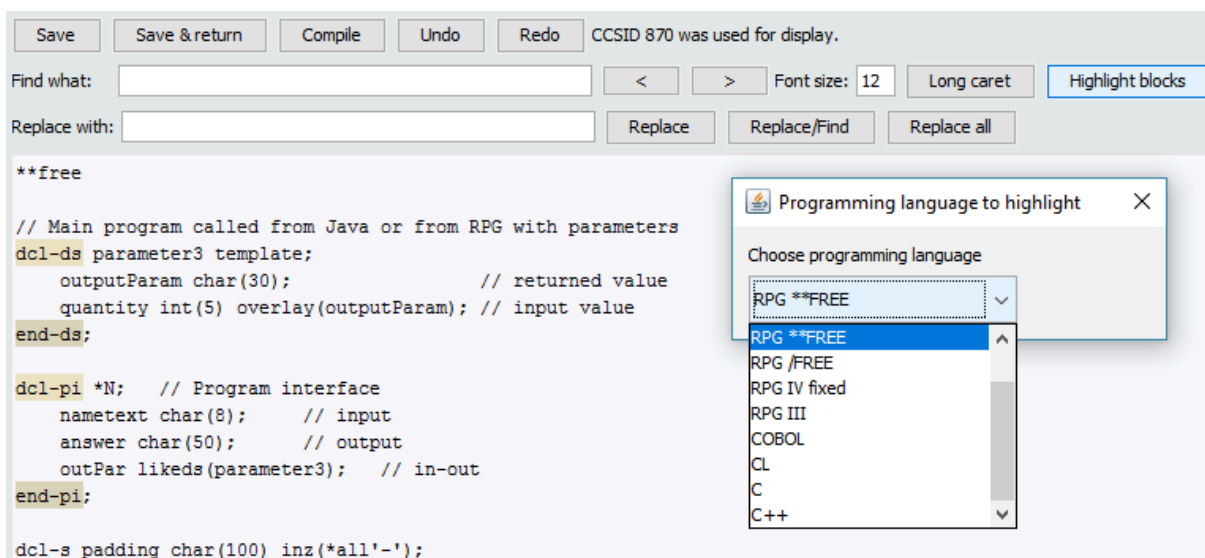 Save Save & return Compile Undo Redo CCSID 870 was used for display.
Find what: < > Font size: 12 Long caret Highlight blocks
Replace with: Replace Replace/Find Replace all
**free
// Main program called from Java or from RPG with parameters
dcl-ds parameter3 template;
    outputParam char(30);                 // returned value
    quantity int(5) overlay(outputParam); // input value
end-ds;
dcl-pi *N;   // Program interface
    nametext char(8);     // input
    answer char(50);      // output
    outPar likeds(parameter3);   // in-out
end-pi;
dcl-s padding char(100) inz(*all'-');
Programming language to highlight
Choose programming language
RPG **FREE
RPG **FREE
RPG /FREE
RPG IV fixed
RPG III
COBOL
CL
C
C++